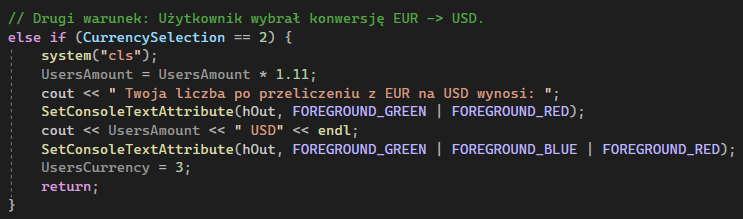 // Drugi warunek: Użytkownik wybrał konwersję EUR -> USD.
else if (CurrencySelection == 2) {
system("cls");
UsersAmount = UsersAmount * 1.11;
cout << " Twoja liczba po przeliczeniu z EUR na USD wynosi: ";
SetConsoleTextAttribute(hOut, FOREGROUND_GREEN | FOREGROUND_RED);
cout << UsersAmount << " USD" << endl;
SetConsoleTextAttribute(hOut, FOREGROUND_GREEN | FOREGROUND_BLUE | FOREGROUND_RED);
UsersCurrency = 3;
return;
}